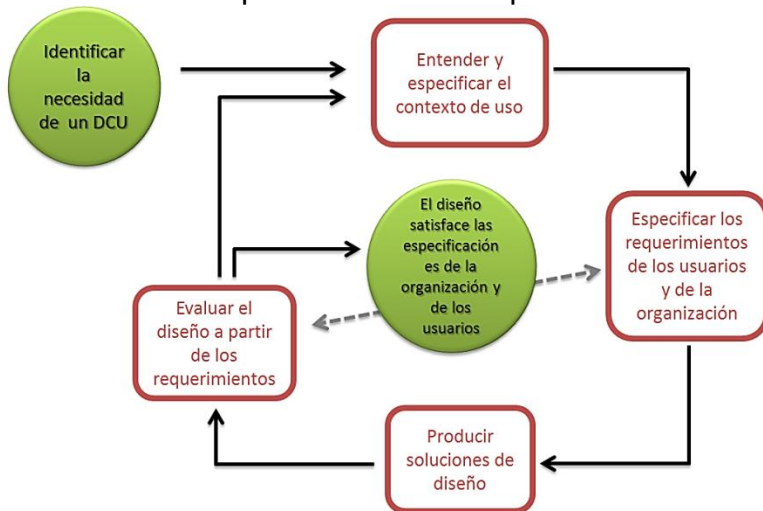 Identificar
la
necesidad
de un DCU
Entender y
especificar el
contexto de uso
Especificar los
requerimientos
de los usuarios
y de la
organización
El diseño
satisface las
especificación
es de la
organización y
de los
usuarios
Evaluar el
diseño a partir
de los
requerimientos
Producir
soluciones de
diseño